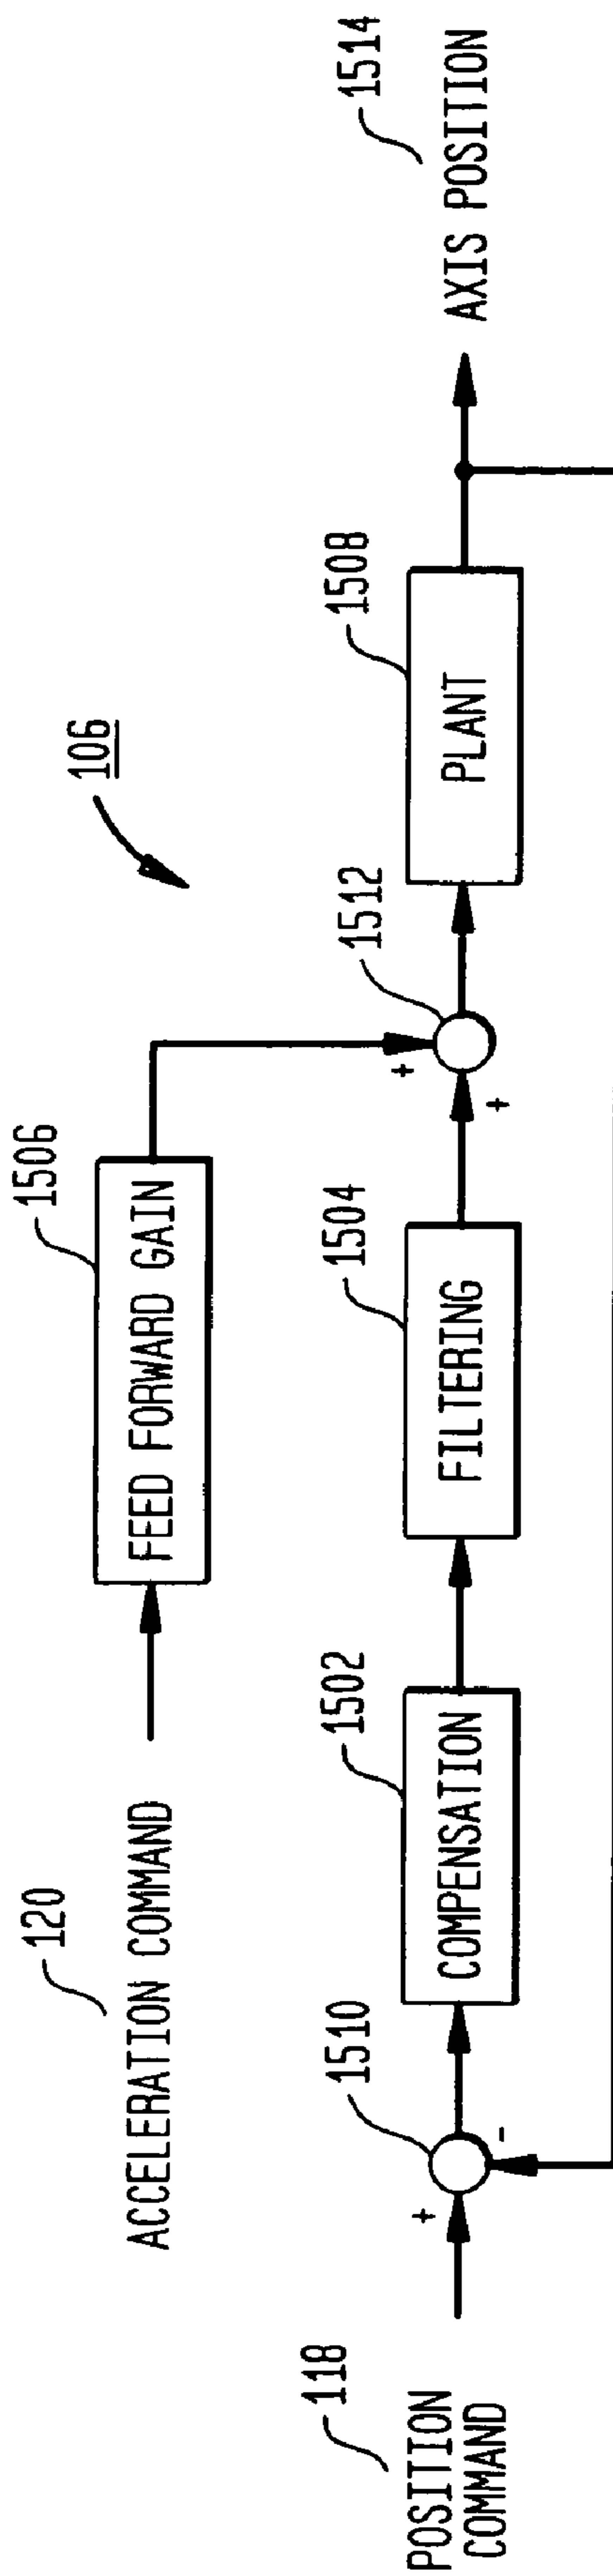 120
ACCELERATION COMMAND
1506
FEED FORWARD GAIN
106
118
POSITION
COMMAND
+
-
1510
1502
COMPENSATION
1504
FILTERING
+
+
1512
1508
PLANT
1514
AXIS POSITION